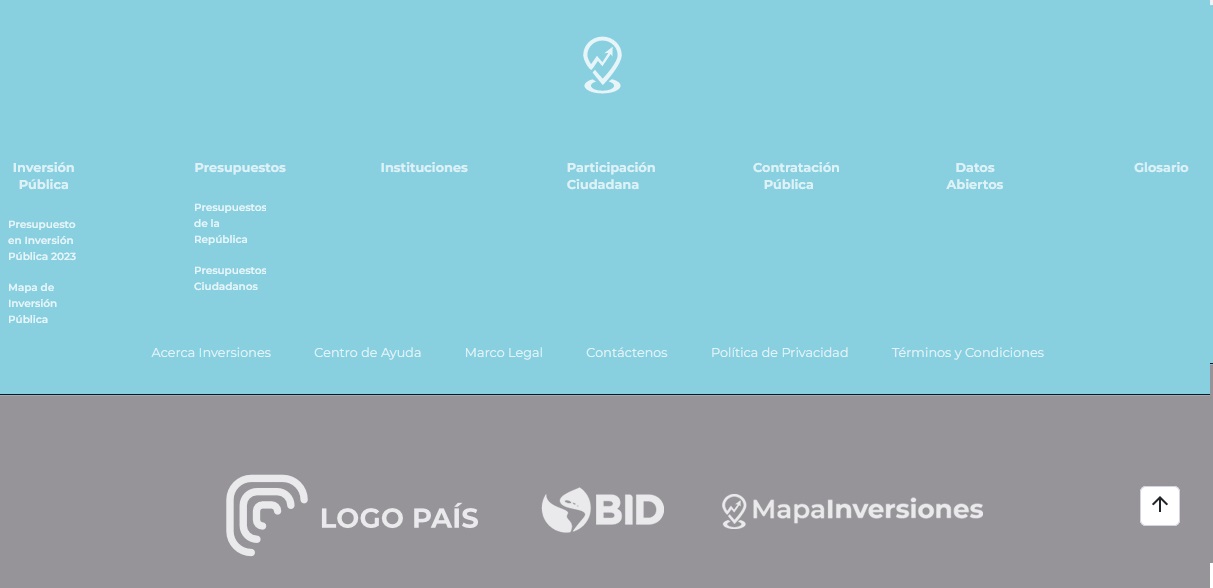 Inversión
Pública
Presupuesto
en Inversión
Pública 2023
Mapa de
Inversión
Pública
Presupuestos
Presupuestos
de la
República
Presupuestos
Ciudadanos
Instituciones
Participación
Ciudadana
Contratación
Pública
Datos
Abiertos
Glosario
Acerca Inversiones
Centro de Ayuda
Marco Legal
Contáctenos
Política de Privacidad
Términos y Condiciones
LOGO PAÍS
BID
MapaInversiones